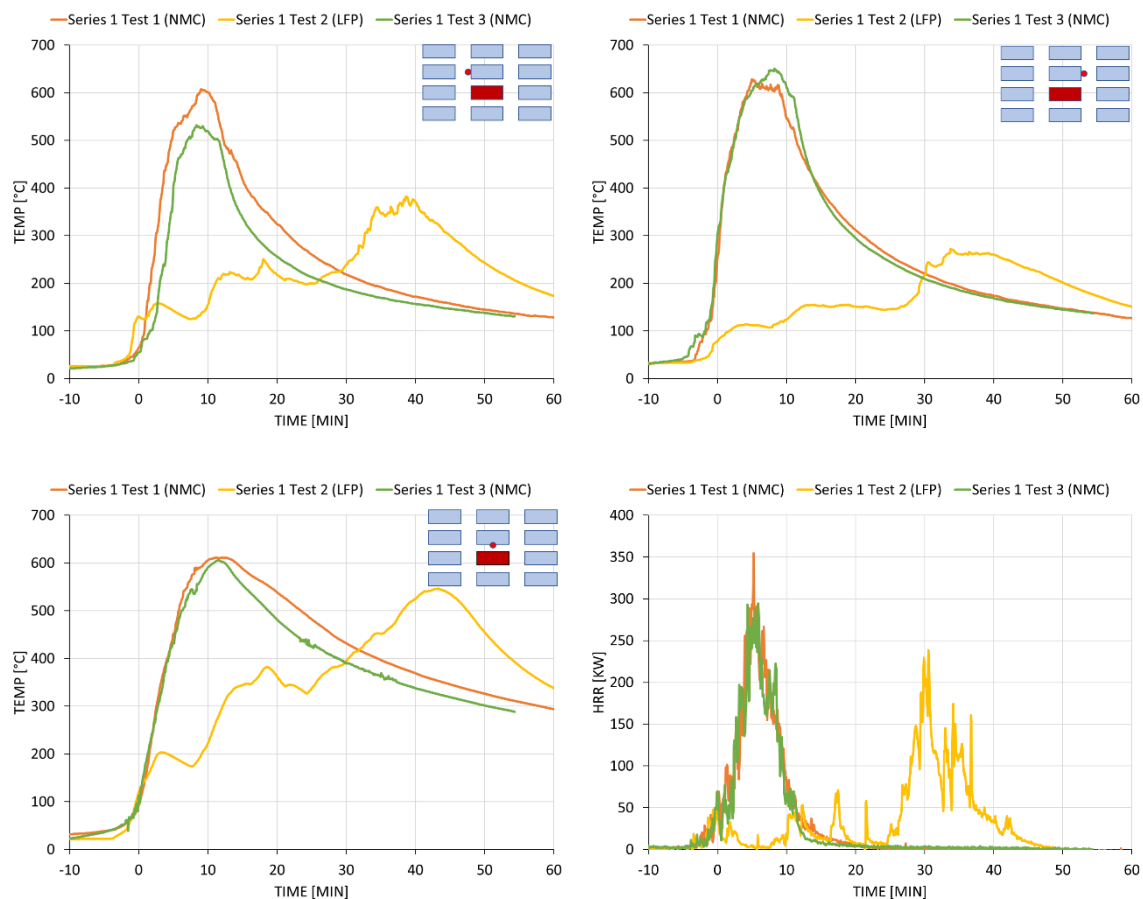 Series 1 Test 1 (NMC) Series 1 Test 2 (LFP) Series 1 Test 3 (NMC)
700
600
500
400
300
200
100
0
TEMP [°C]
-10 0 10 20 30 40 50 60
TIME [MIN]
Series 1 Test 1 (NMC) Series 1 Test 2 (LFP) Series 1 Test 3 (NMC)
700
600
500
400
300
200
100
0
TEMP [°C]
-10 0 10 20 30 40 50 60
TIME [MIN]
Series 1 Test 1 (NMC) Series 1 Test 2 (LFP) Series 1 Test 3 (NMC)
700
600
500
400
300
200
100
0
TEMP [°C]
-10 0 10 20 30 40 50 60
TIME [MIN]
Series 1 Test 1 (NMC) Series 1 Test 2 (LFP) Series 1 Test 3 (NMC)
400
350
300
250
200
150
100
50
0
HRR [KW]
-10 0 10 20 30 40 50 60
TIME [MIN]